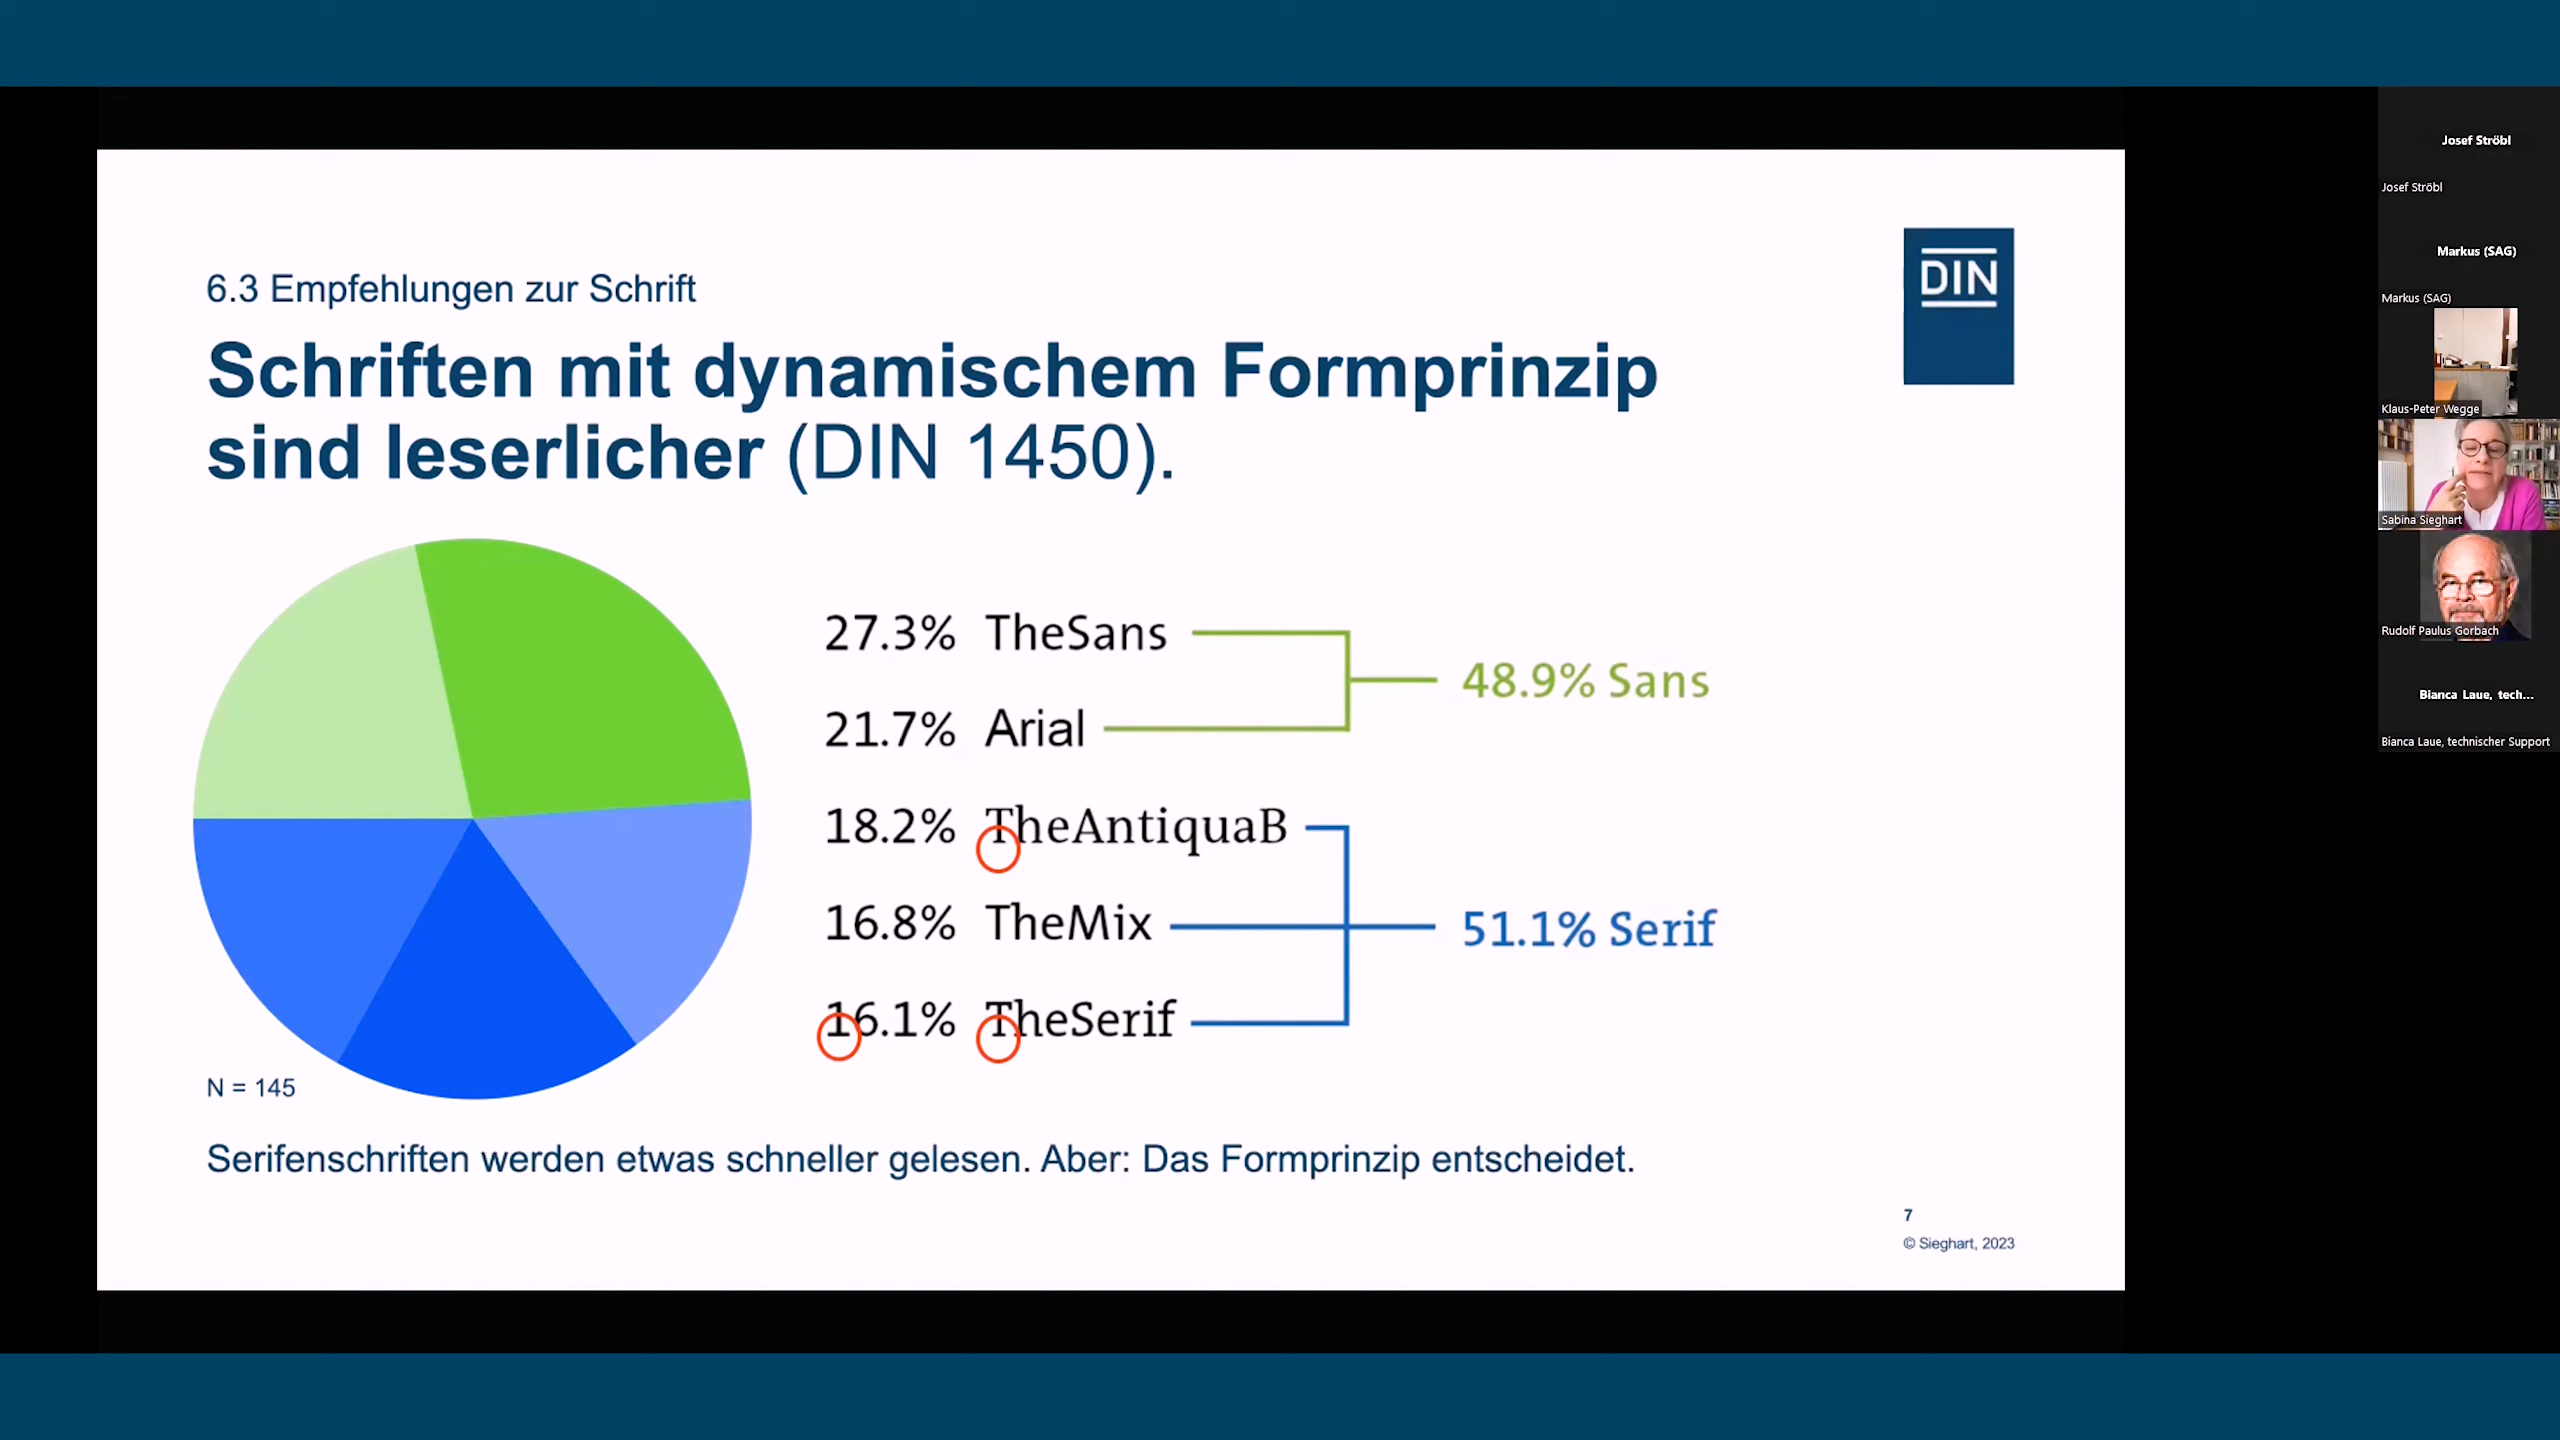 6.3 Empfehlungen zur Schrift
DIN
Schriften mit dynamischem Formprinzip
sind leserlicher (DIN 1450).
27.3% TheSans
48.9% Sans
21.7% Arial
18.2% TheAntiquaB
16.8% TheMix
51.1% Serif
16.1% TheSerif
N = 145
Serifenschriften werden etwas schneller gelesen. Aber: Das Formprinzip entscheidet.
7
© Sieghart, 2023
Josef Ströbl
Josef Ströbl
Markus (SAG)
Markus (SAG)
Klaus-Peter Wegge
Sabina Sieghart
Rudolf Paulus Gorbach
Bianca Laue, tech...
Bianca Laue, technischer Support